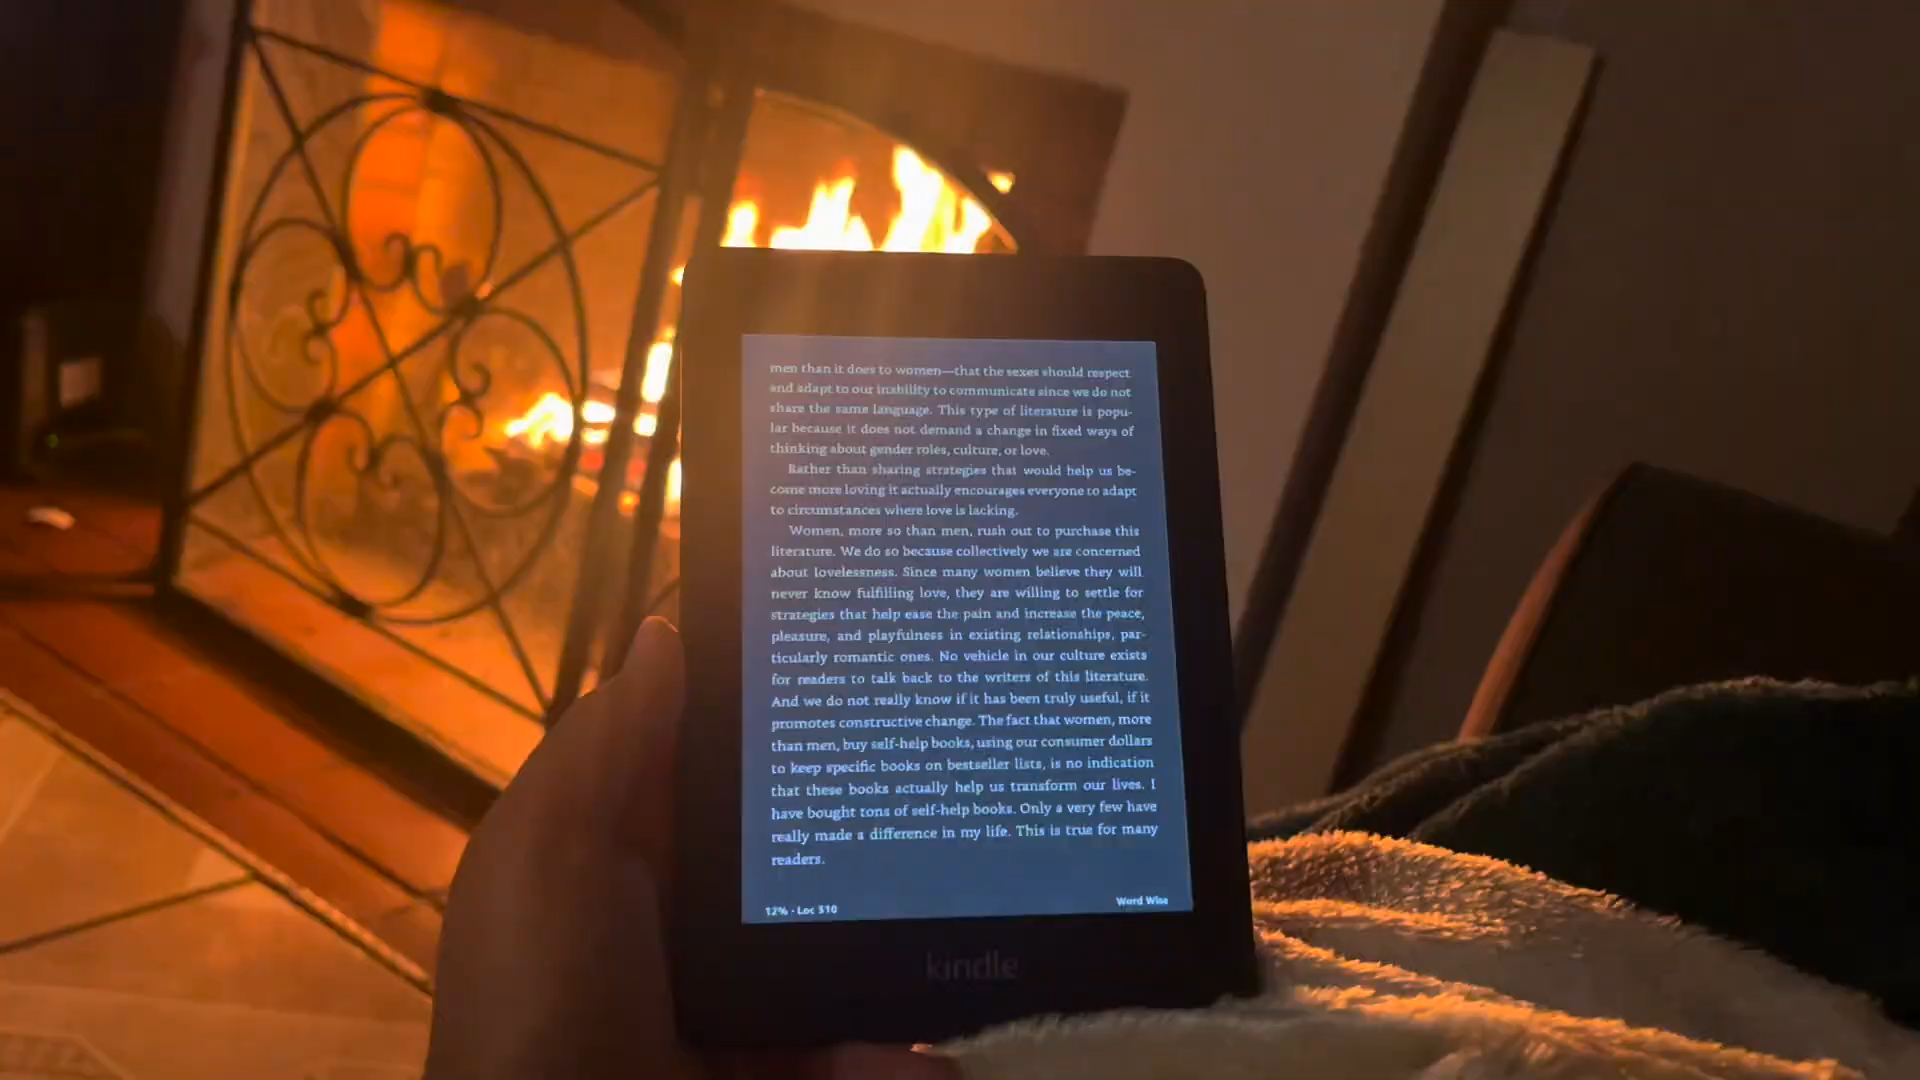 men than it does to women—that the sexes should respect
and adapt to our inability to communicate since we do not
share the same language. This type of literature is popu-
lar because it does not demand a change in fixed ways of
thinking about gender roles, culture, or love.
Rather than sharing strategies that would help us be-
come more loving it actually encourages everyone to adapt
to circumstances where love is lacking.
Women, more so than men, rush out to purchase this
literature. We do so because collectively we are concerned
about lovelessness. Since many women believe they will
never know fulfilling love, they are willing to settle for
strategies that help ease the pain and increase the peace,
pleasure, and playfulness in existing relationships, par-
ticularly romantic ones. No vehicle in our culture exists
for readers to talk back to the writers of this literature.
And we do not really know if it has been truly useful, if it
promotes constructive change. The fact that women, more
than men, buy self-help books, using our consumer dollars
to keep specific books on bestseller lists, is no indication
that these books actually help us transform our lives. I
have bought tons of self-help books. Only a very few have
really made a difference in my life. This is true for many
readers.
12% · Loc 510 Word Wise
kindle